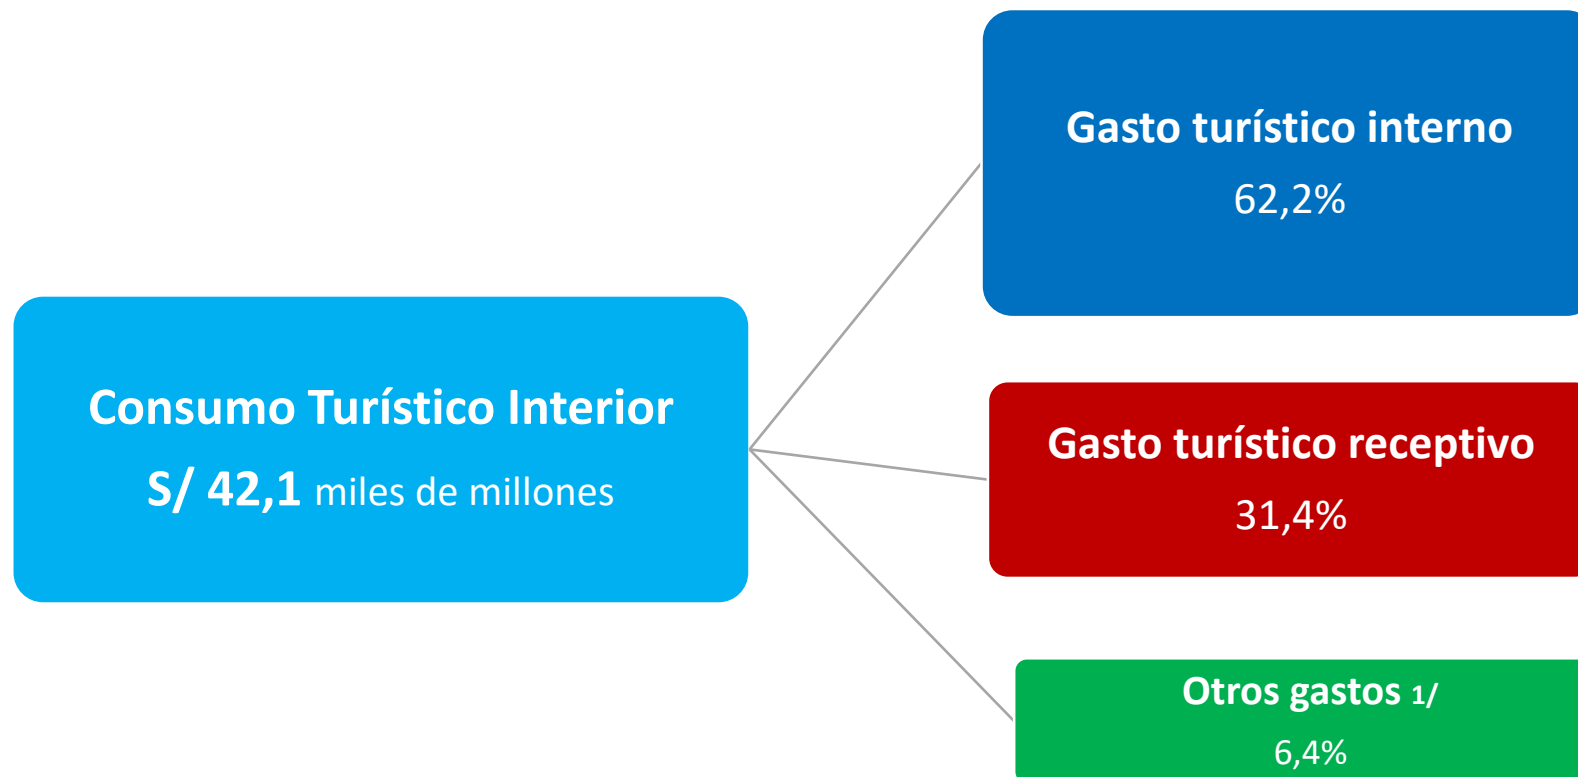 Gasto turístico interno
62,2%
Consumo Turístico Interior
S/ 42,1 miles de millones
Gasto turístico receptivo
31,4%
Otros gastos 1/
6,4%